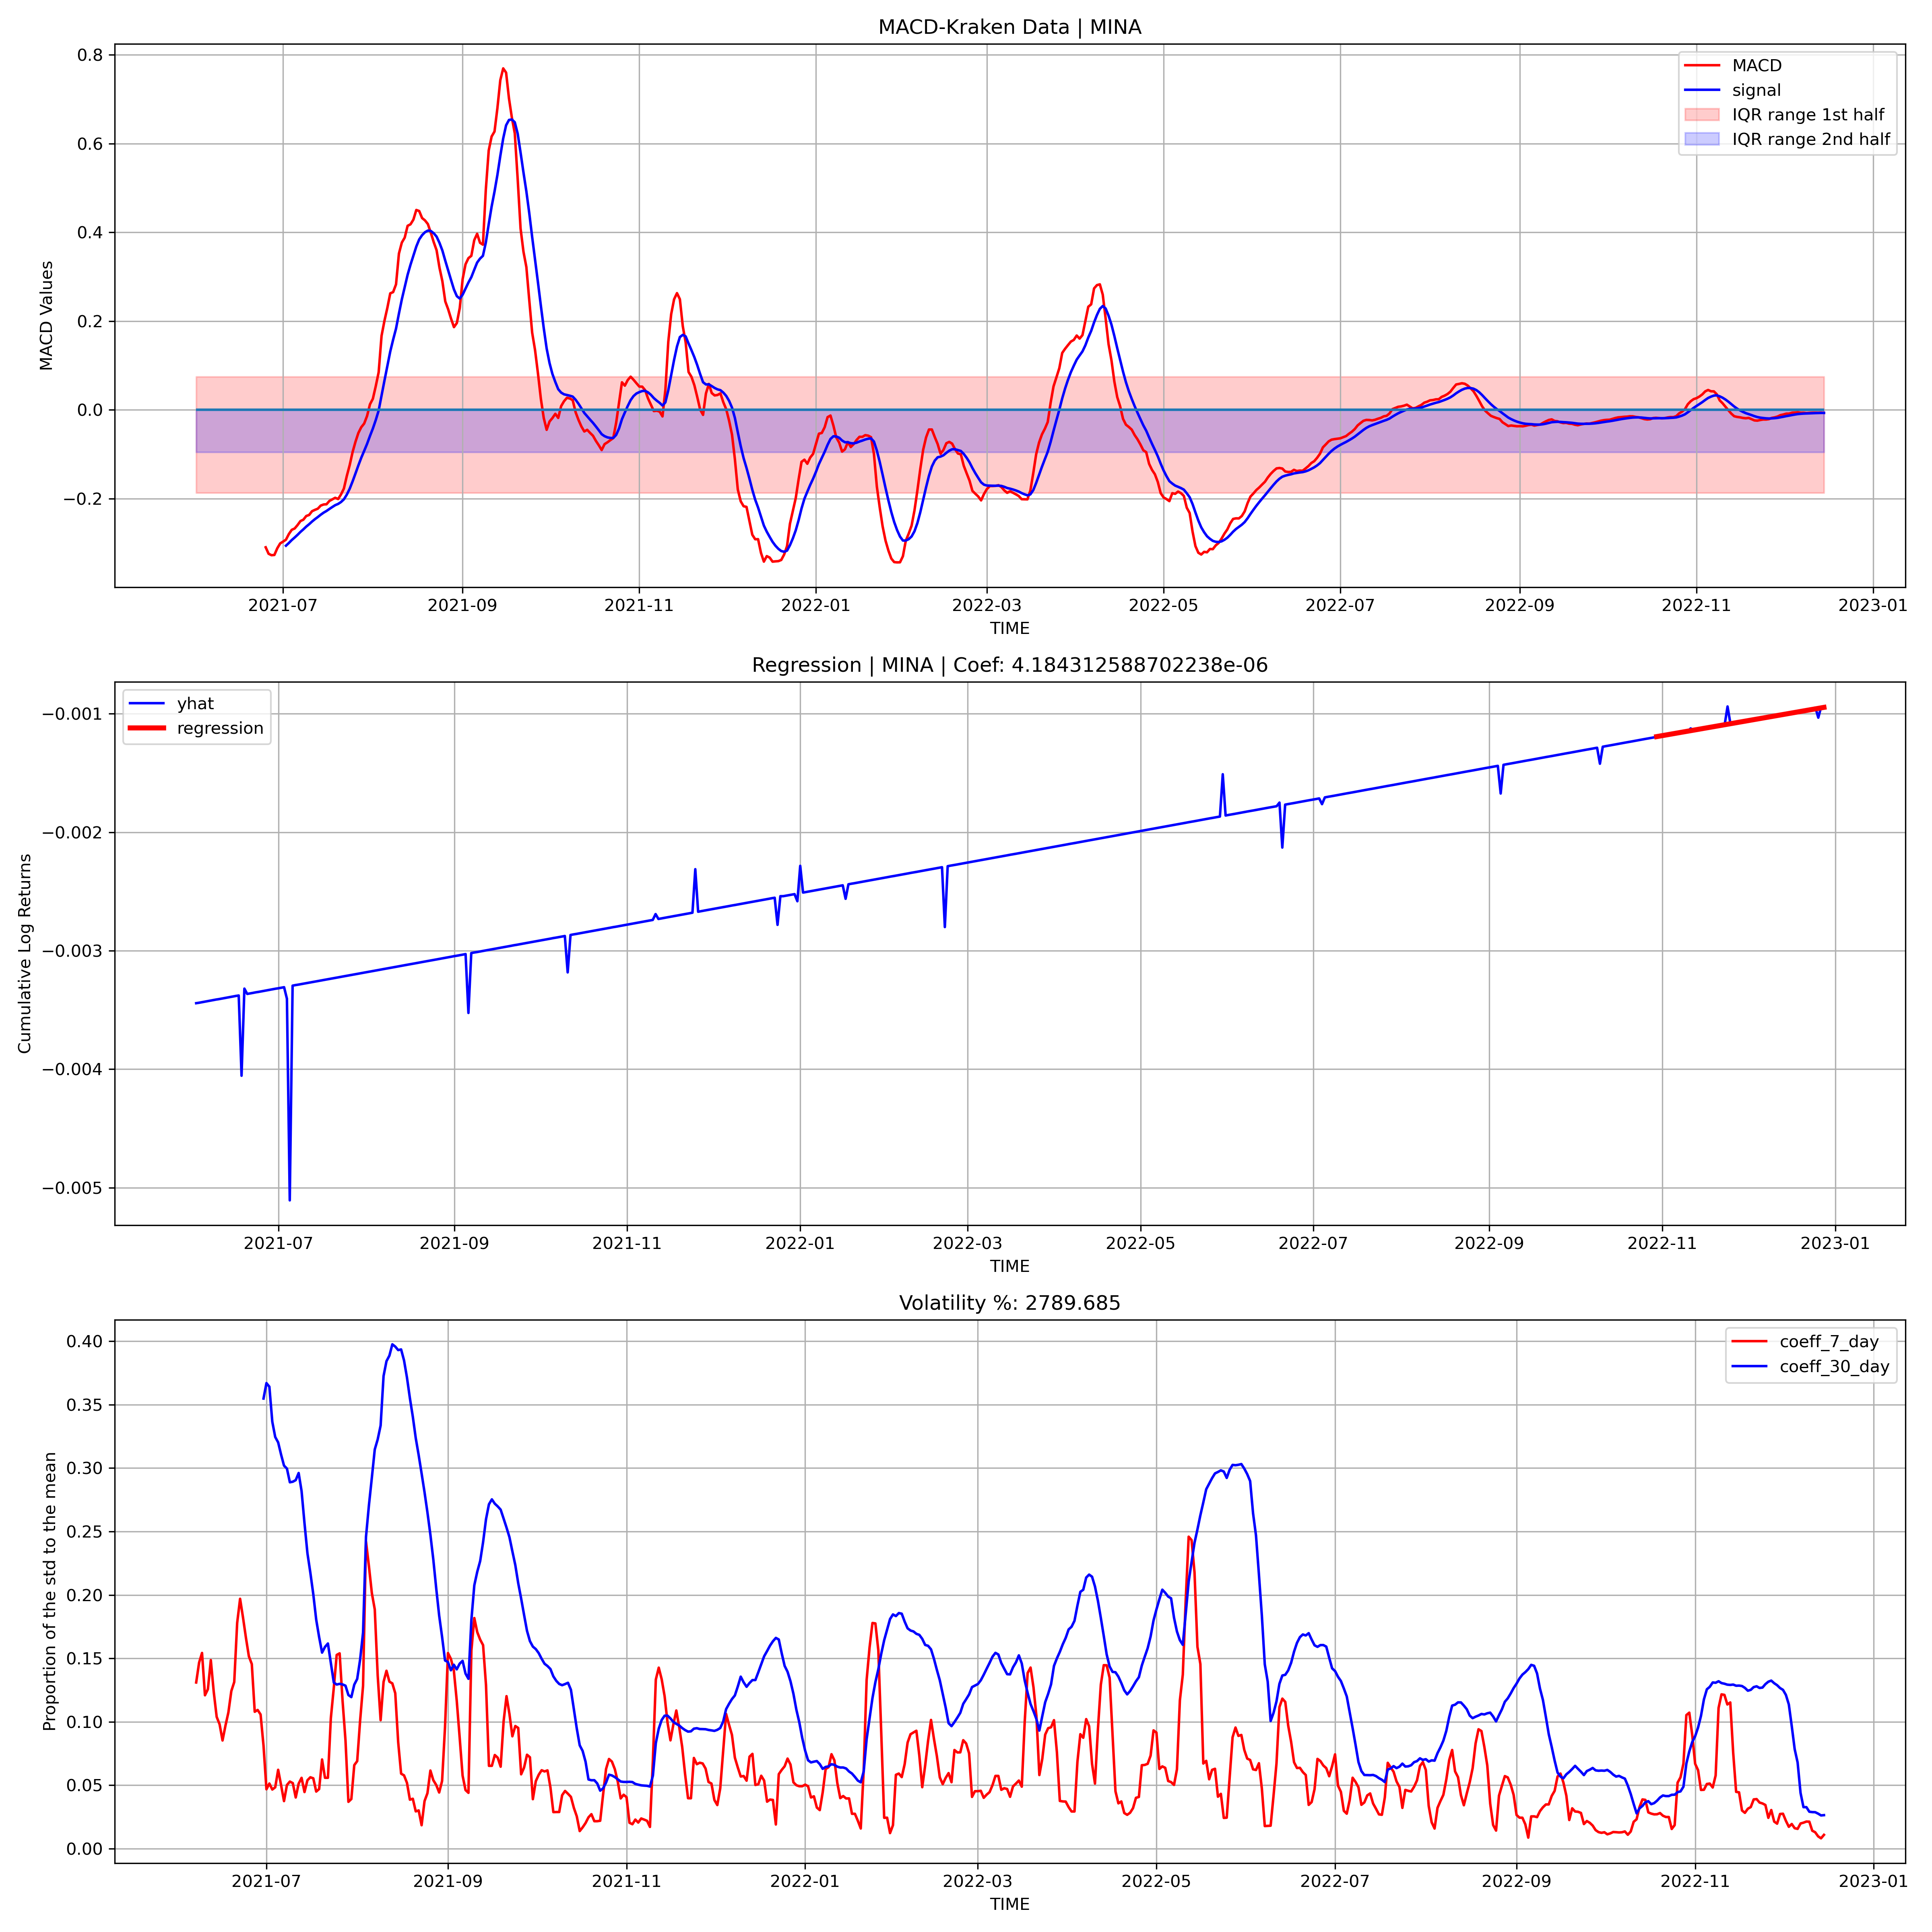 MACD-Kraken Data | MINA
MACD Values
0.8
0.6
0.4
0.2
0.0
−0.2
MACD
signal
IQR range 1st half
IQR range 2nd half
2021-07 2021-09 2021-11 2022-01 2022-03 2022-05 2022-07 2022-09 2022-11 2023-01
TIME
Regression | MINA | Coef: 4.184312588702238e-06
Cumulative Log Returns
−0.001
−0.002
−0.003
−0.004
−0.005
yhat
regression
2021-07 2021-09 2021-11 2022-01 2022-03 2022-05 2022-07 2022-09 2022-11 2023-01
TIME
Volatility %: 2789.685
Proportion of the std to the mean
0.40
0.35
0.30
0.25
0.20
0.15
0.10
0.05
0.00
coeff_7_day
coeff_30_day
2021-07 2021-09 2021-11 2022-01 2022-03 2022-05 2022-07 2022-09 2022-11 2023-01
TIME